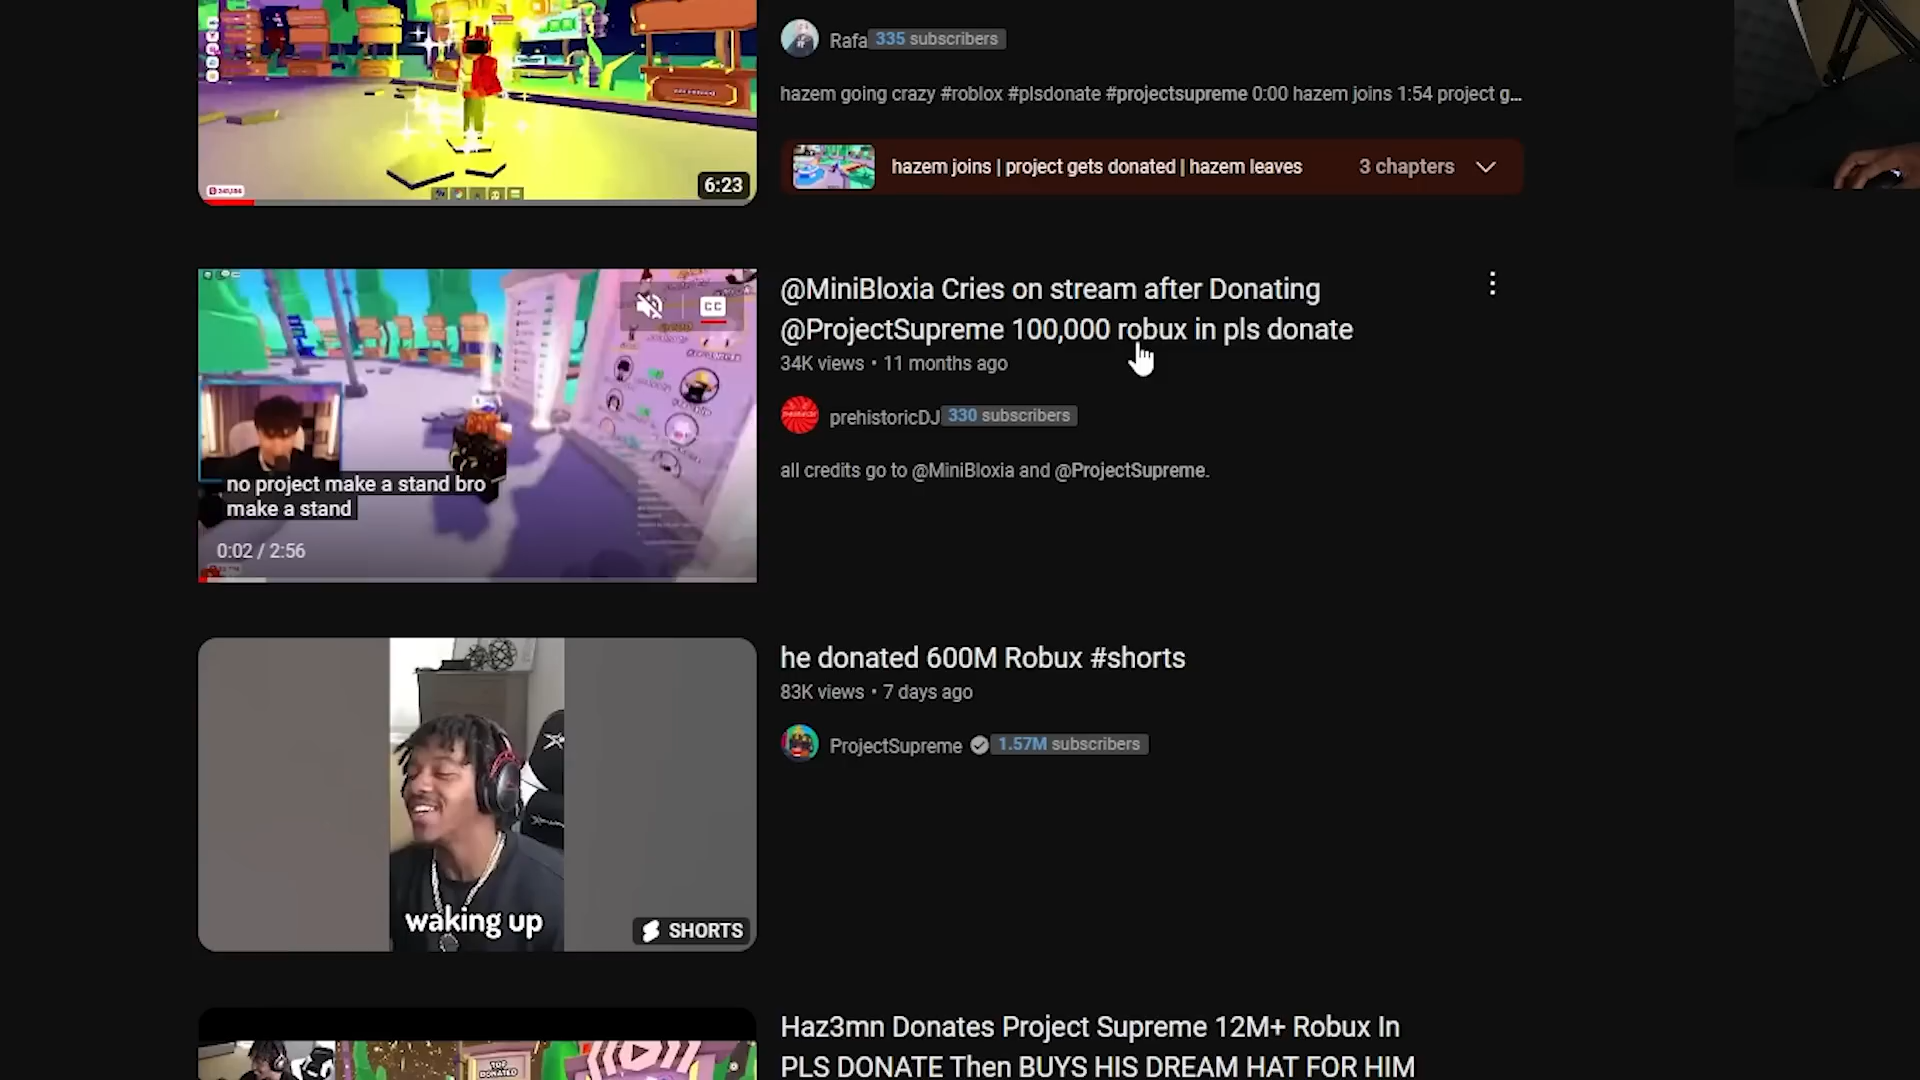 Rafa 335 subscribers
hazem going crazy #roblox #plsdonate #projectsupreme 0:00 hazem joins 1:54 project g...
hazem joins | project gets donated | hazem leaves 3 chapters
6:23
@MiniBloxia Cries on stream after Donating
@ProjectSupreme 100,000 robux in pls donate
34K views • 11 months ago
prehistoricDJ 330 subscribers
all credits go to @MiniBloxia and @ProjectSupreme.
CC
no project make a stand bro
make a stand
0:02 / 2:56
he donated 600M Robux #shorts
83K views • 7 days ago
ProjectSupreme 1.57M subscribers
waking up
SHORTS
Haz3mn Donates Project Supreme 12M+ Robux In
PLS DONATE Then BUYS HIS DREAM HAT FOR HIM
TOP
DONATED